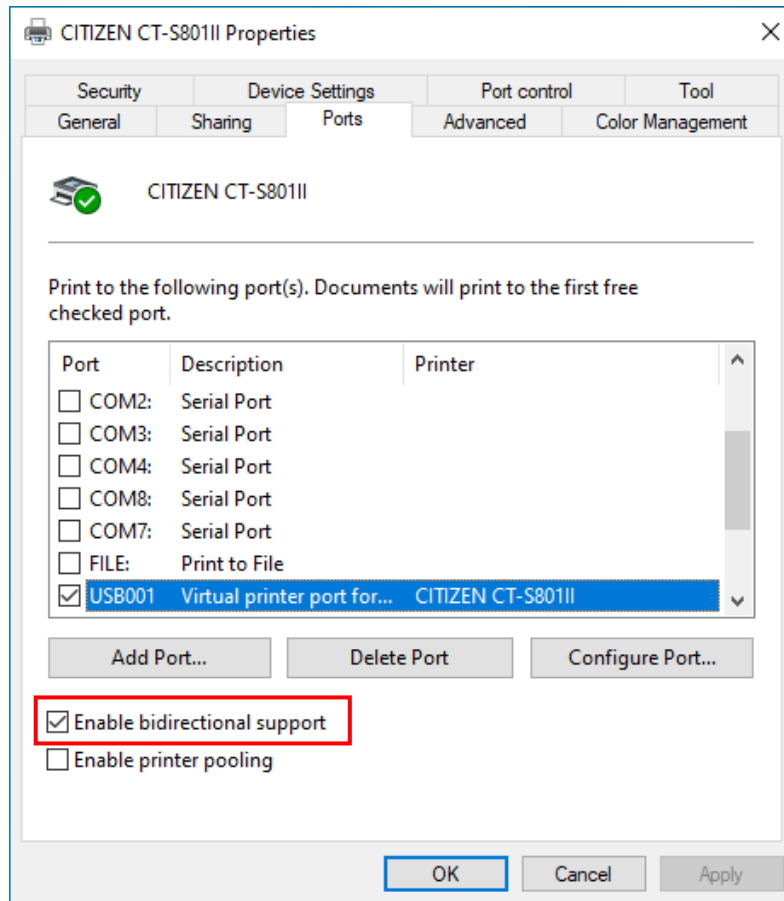 CITIZEN CT-S801II Properties
Security Device Settings Port control Tool
General Sharing Ports Advanced Color Management
CITIZEN CT-S801II
Print to the following port(s). Documents will print to the first free
checked port.
Port Description Printer
COM2: Serial Port
COM3: Serial Port
COM4: Serial Port
COM8: Serial Port
COM7: Serial Port
FILE: Print to File
USB001 Virtual printer port for... CITIZEN CT-S801II
Add Port... Delete Port Configure Port...
Enable bidirectional support
Enable printer pooling
OK Cancel Apply